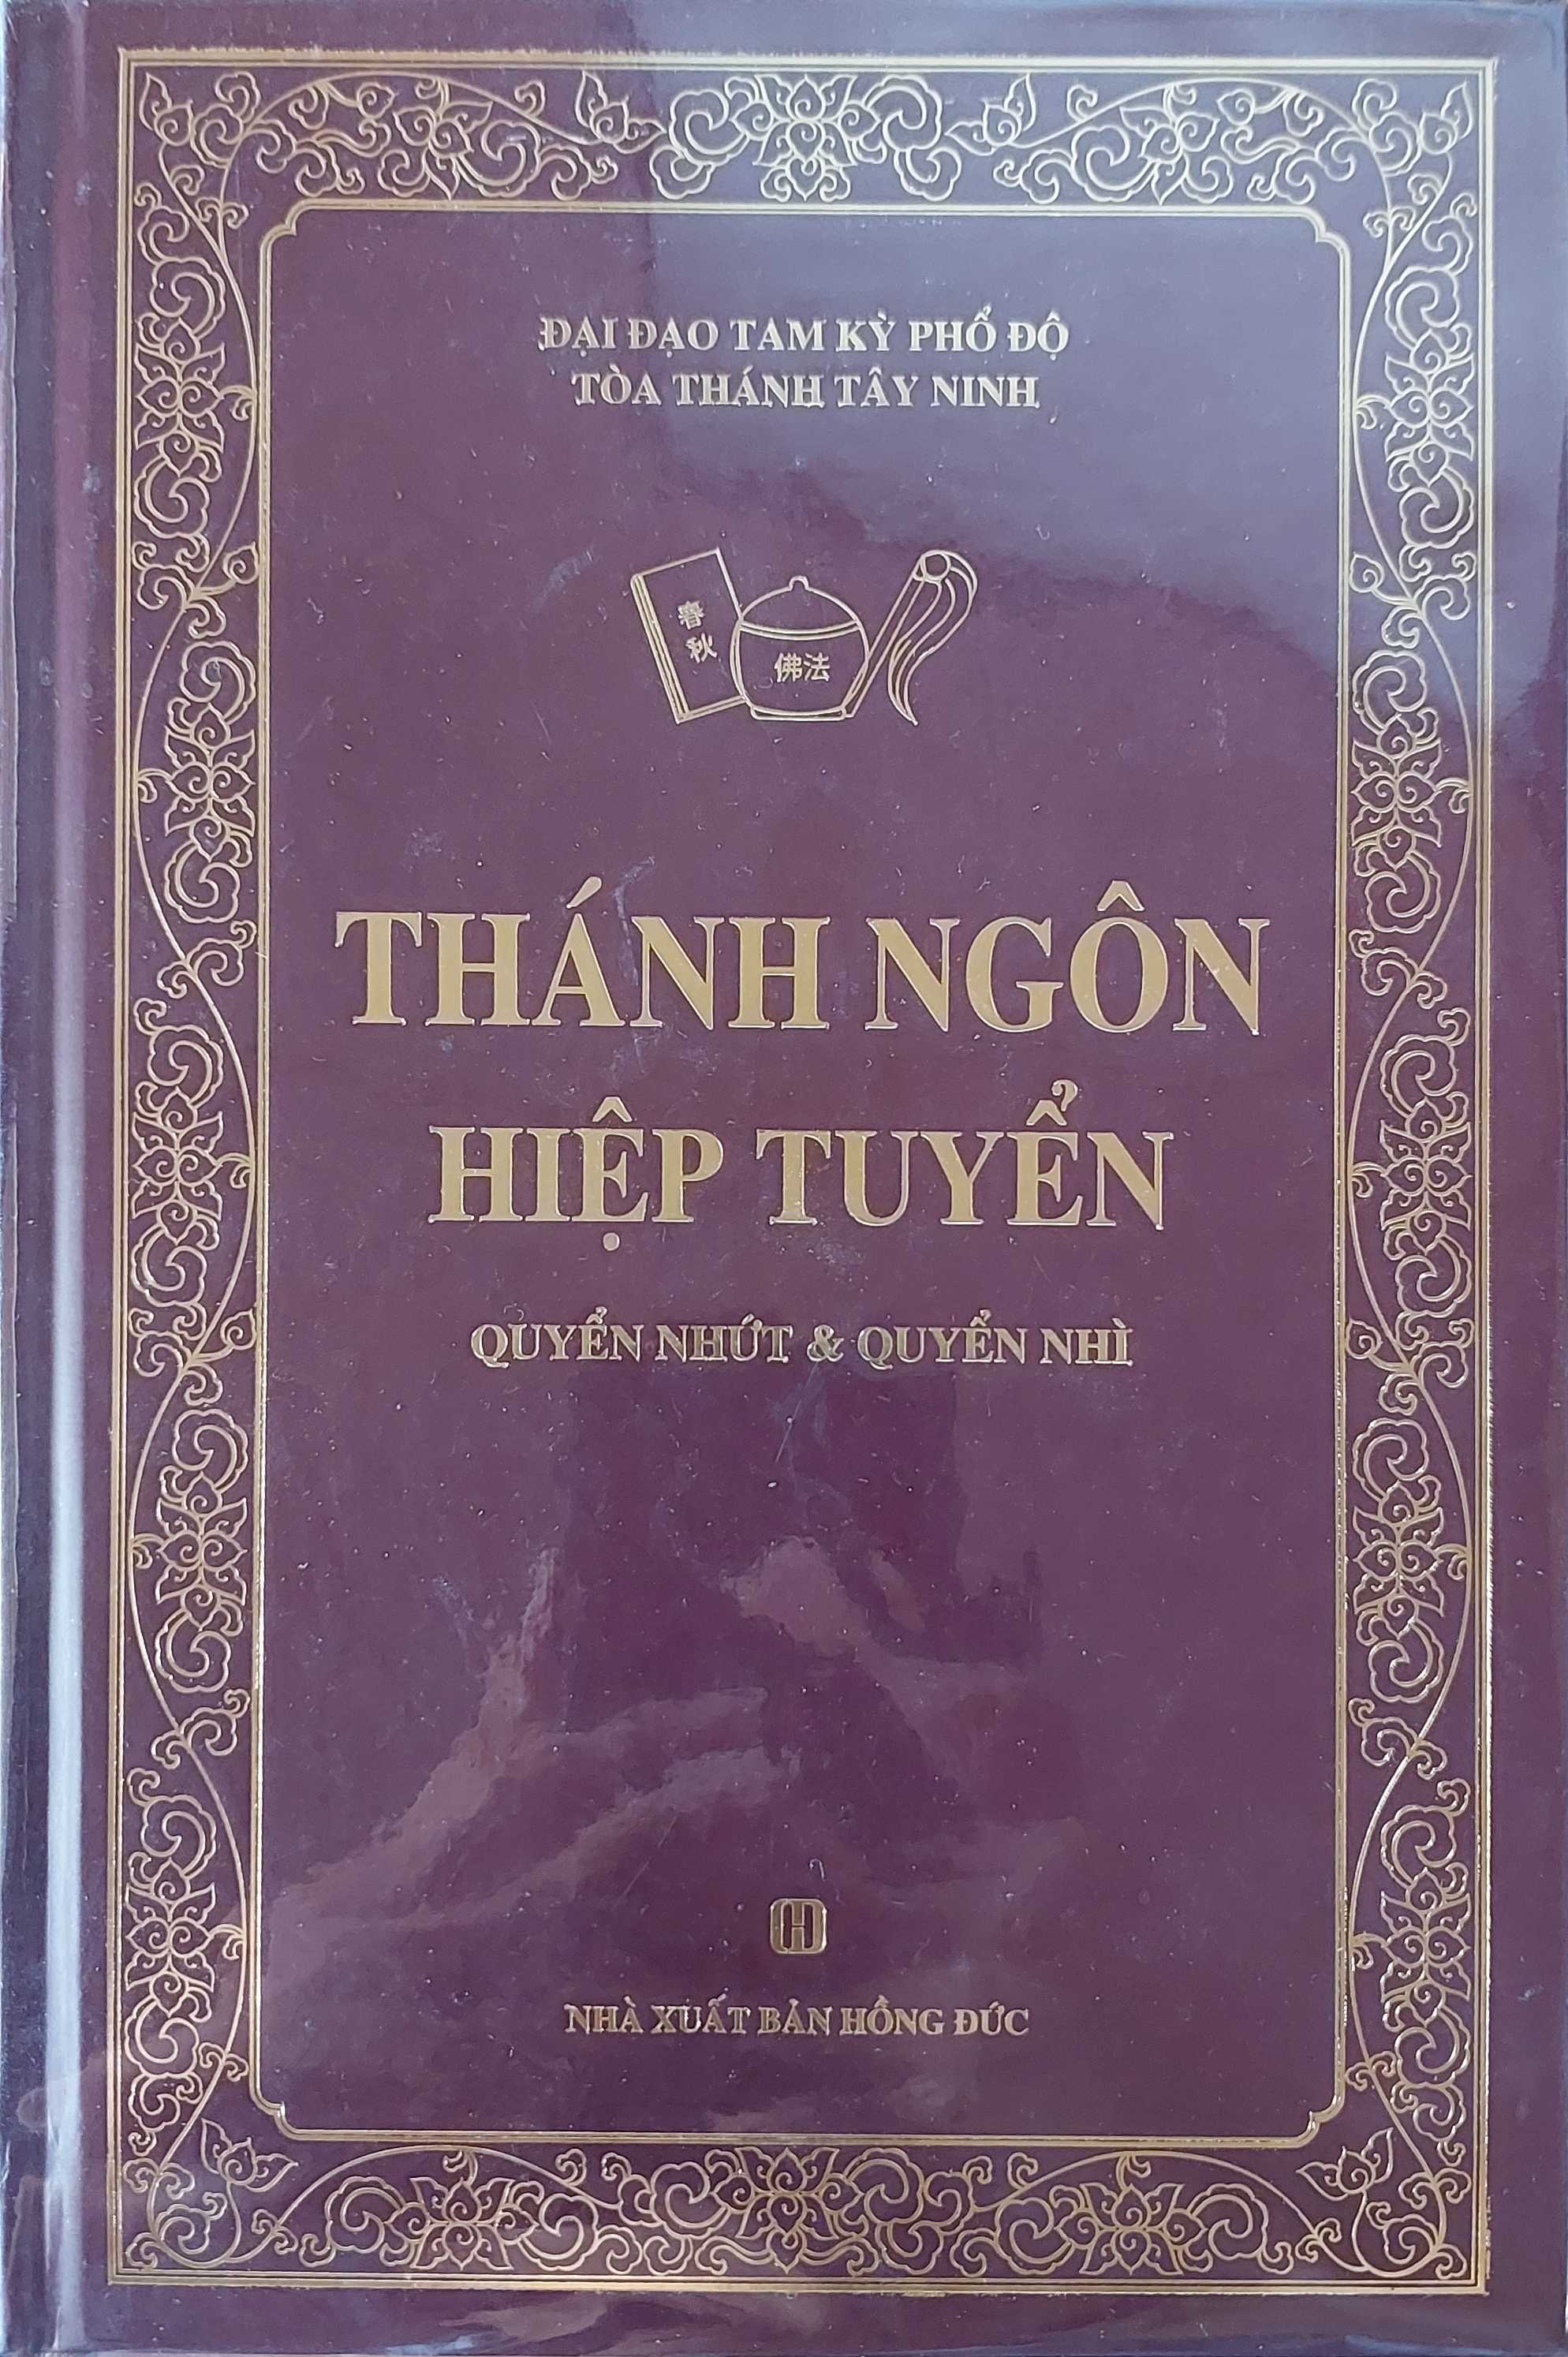 ĐẠI ĐẠO TAM KỲ PHỔ ĐỘ
TÒA THÁNH TÂY NINH
春
秋
佛法
THÁNH NGÔN
HIỆP TUYỂN
QUYỂN NHỨT & QUYỂN NHÌ
NHÀ XUẤT BẢN HỒNG ĐỨC